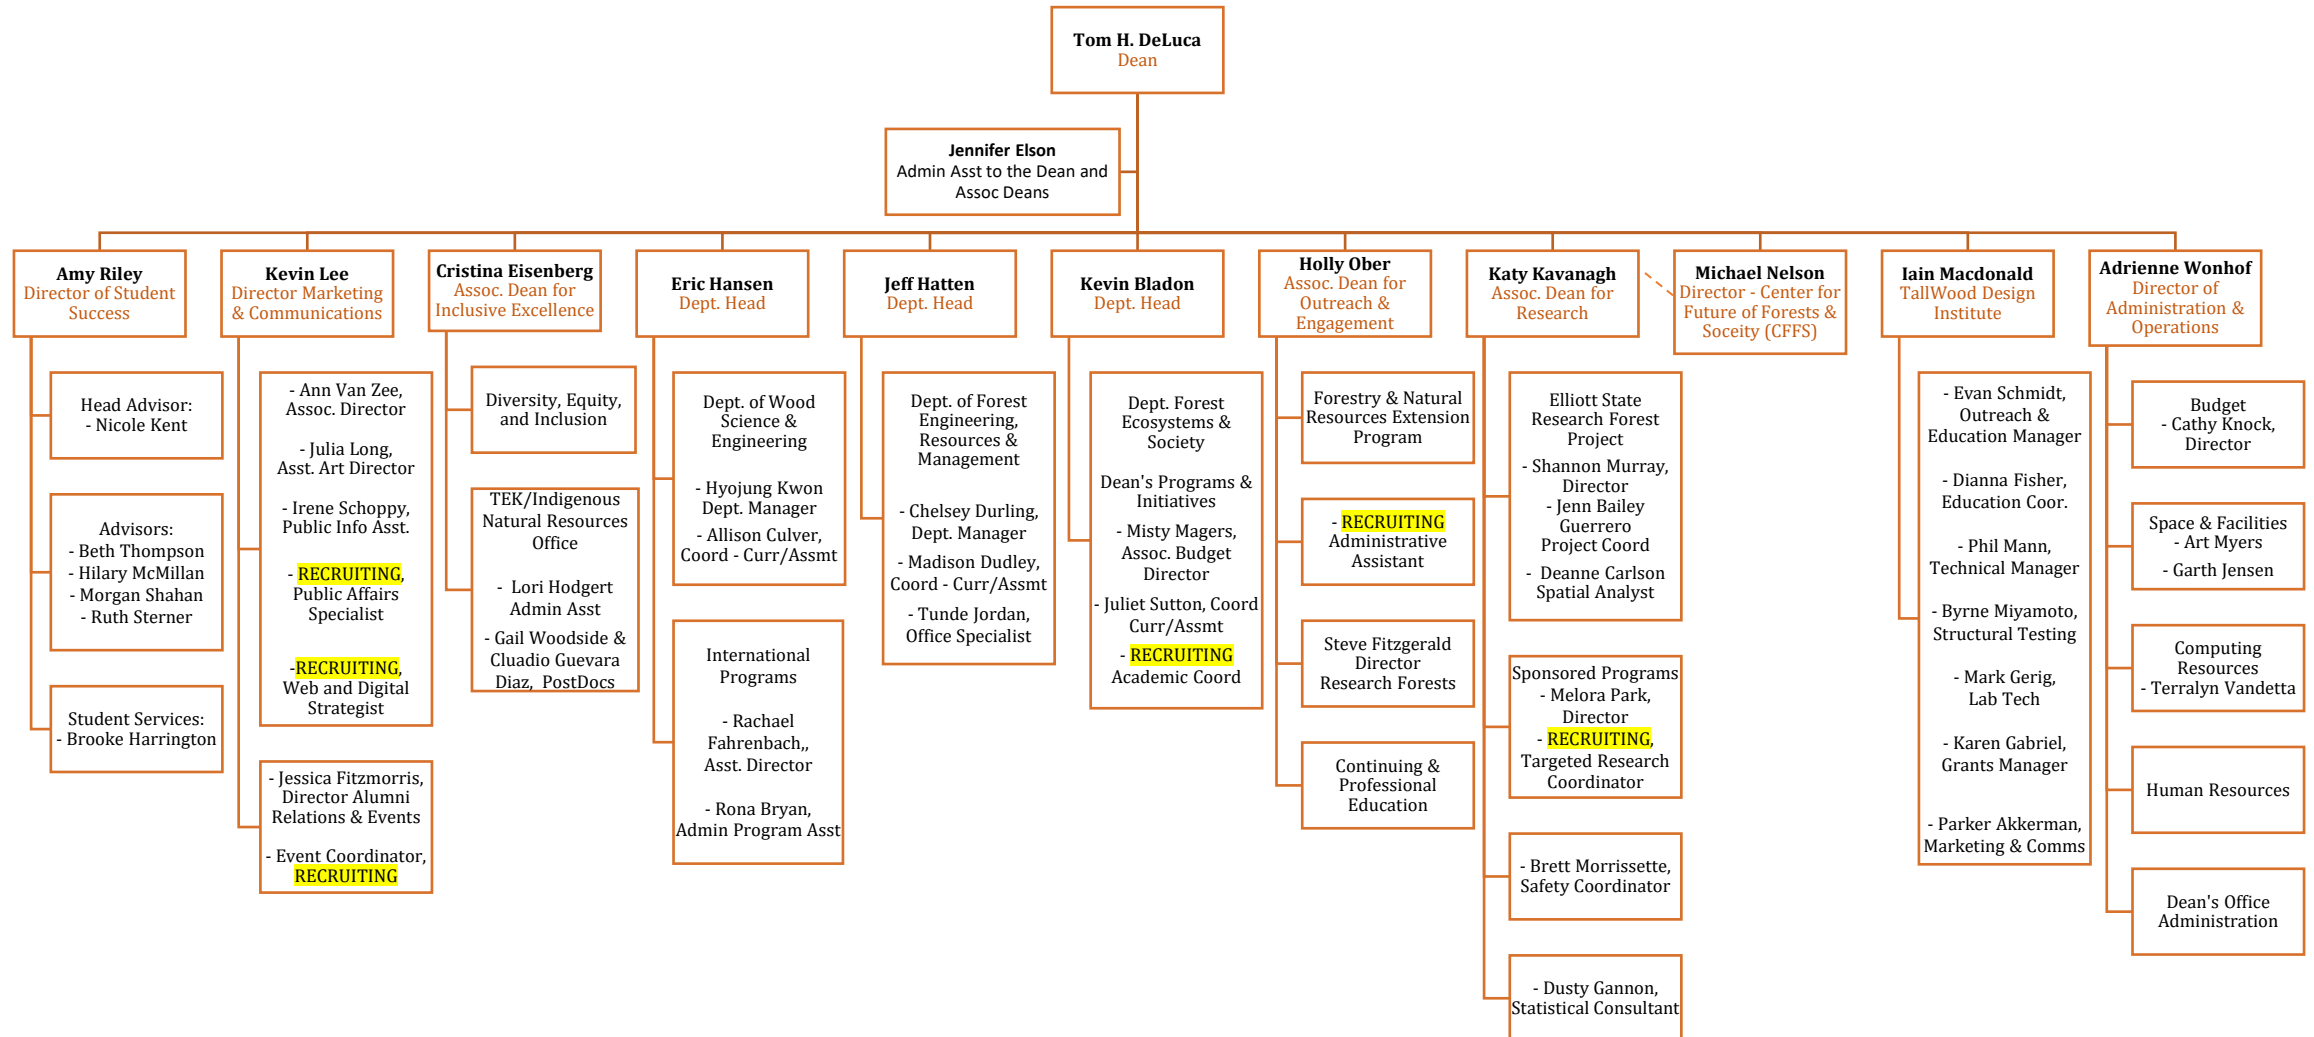 Tom H. DeLuca
Dean
Jennifer Elson
Admin Asst to the Dean and
Assoc Deans
Amy Riley
Director of Student
Success
Kevin Lee
Director Marketing
& Communications
Cristina Eisenberg
Assoc. Dean for
Inclusive Excellence
Eric Hansen
Dept. Head
Jeff Hatten
Dept. Head
Kevin Bladon
Dept. Head
Holly Ober
Assoc. Dean for
Outreach &
Engagement
Katy Kavanagh
Assoc. Dean for
Research
Michael Nelson
Director - Center for
Future of Forests &
Soceity (CFFS)
Iain Macdonald
TallWood Design
Institute
Adrienne Wonhof
Director of
Administration &
Operations
Head Advisor:
- Nicole Kent
Advisors:
- Beth Thompson
- Hilary McMillan
- Morgan Shahan
- Ruth Sterner
Student Services:
- Brooke Harrington
- Ann Van Zee,
Assoc. Director
- Julia Long,
Asst. Art Director
- Irene Schoppy,
Public Info Asst.
- RECRUITING,
Public Affairs
Specialist
-RECRUITING,
Web and Digital
Strategist
- Jessica Fitzmorris,
Director Alumni
Relations & Events
- Event Coordinator,
RECRUITING
Diversity, Equity,
and Inclusion
TEK/Indigenous
Natural Resources
Office
- Lori Hodgert
Admin Asst
- Gail Woodside &
Cluadio Guevara
Diaz, PostDocs
Dept. of Wood
Science &
Engineering
- Hyojung Kwon
Dept. Manager
- Allison Culver,
Coord - Curr/Assmt
International
Programs
- Rachael
Fahrenbach,,
Asst. Director
- Rona Bryan,
Admin Program Asst
Dept. of Forest
Engineering,
Resources &
Management
- Chelsey Durling,
Dept. Manager
- Madison Dudley,
Coord - Curr/Assmt
- Tunde Jordan,
Office Specialist
Dept. Forest
Ecosystems &
Society
Dean's Programs &
Initiatives
- Misty Magers,
Assoc. Budget
Director
- Juliet Sutton, Coord
Curr/Assmt
- RECRUITING
Academic Coord
Forestry & Natural
Resources Extension
Program
- RECRUITING
Administrative
Assistant
Steve Fitzgerald
Director
Research Forests
Continuing &
Professional
Education
Elliott State
Research Forest
Project
- Shannon Murray,
Director
- Jenn Bailey
Guerrero
Project Coord
- Deanne Carlson
Spatial Analyst
Sponsored Programs
- Melora Park,
Director
- RECRUITING,
Targeted Research
Coordinator
- Brett Morrissette,
Safety Coordinator
- Dusty Gannon,
Statistical Consultant
- Evan Schmidt,
Outreach &
Education Manager
- Dianna Fisher,
Education Coor.
- Phil Mann,
Technical Manager
- Byrne Miyamoto,
Structural Testing
- Mark Gerig,
Lab Tech
- Karen Gabriel,
Grants Manager
- Parker Akkerman,
Marketing & Comms
Budget
- Cathy Knock,
Director
Space & Facilities
- Art Myers
- Garth Jensen
Computing
Resources
- Terralyn Vandetta
Human Resources
Dean's Office
Administration